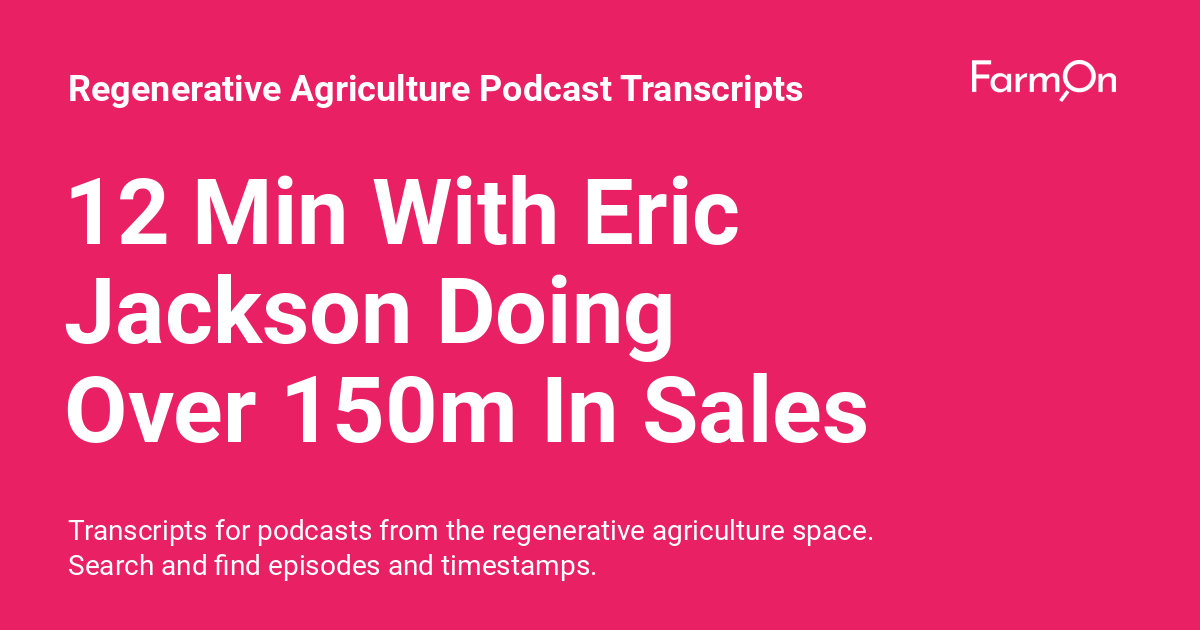 Regenerative Agriculture Podcast Transcripts
FarmOn
12 Min With Eric
Jackson Doing
Over 150m In Sales
Transcripts for podcasts from the regenerative agriculture space.
Search and find episodes and timestamps.